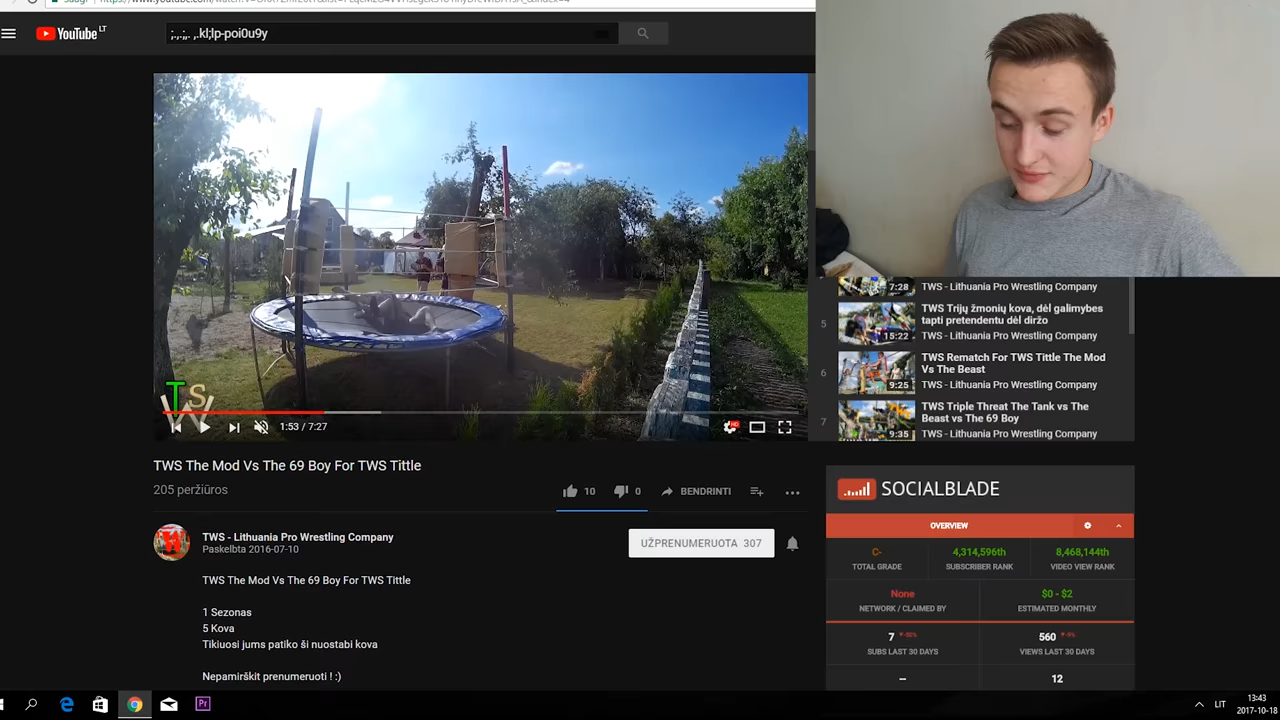 YouTube LT
;.,;,. ,.kl;lp-poi0u9y
7:28
TWS - Lithuania Pro Wrestling Company
5
TWS Trijų žmonių kova, dėl galimybes
tapti pretendentu dėl diržo
15:22
TWS - Lithuania Pro Wrestling Company
6
TWS Rematch For TWS Tittle The Mod
Vs The Beast
9:25
TWS - Lithuania Pro Wrestling Company
7
TWS Triple Threat The Tank vs The
Beast vs The 69 Boy
9:35
TWS - Lithuania Pro Wrestling Company
TWS
1:53 / 7:27
HD
TWS The Mod Vs The 69 Boy For TWS Tittle
205 peržiūros
10
0
BENDRINTI
TWS - Lithuania Pro Wrestling Company
Paskelbta 2016-07-10
UŽPRENUMERUOTA 307
TWS The Mod Vs The 69 Boy For TWS Tittle
1 Sezonas
5 Kova
Tikiuosi jums patiko ši nuostabi kova
Nepamirškit prenumeruoti ! :)
SOCIALBLADE
OVERVIEW
C-
4,314,596th
8,468,144th
TOTAL GRADE
SUBSCRIBER RANK
VIDEO VIEW RANK
None
$0 - $2
NETWORK / CLAIMED BY
ESTIMATED MONTHLY
7
560
SUBS LAST 30 DAYS
VIEWS LAST 30 DAYS
--
12
Pr
LIT
13:43
2017-10-18